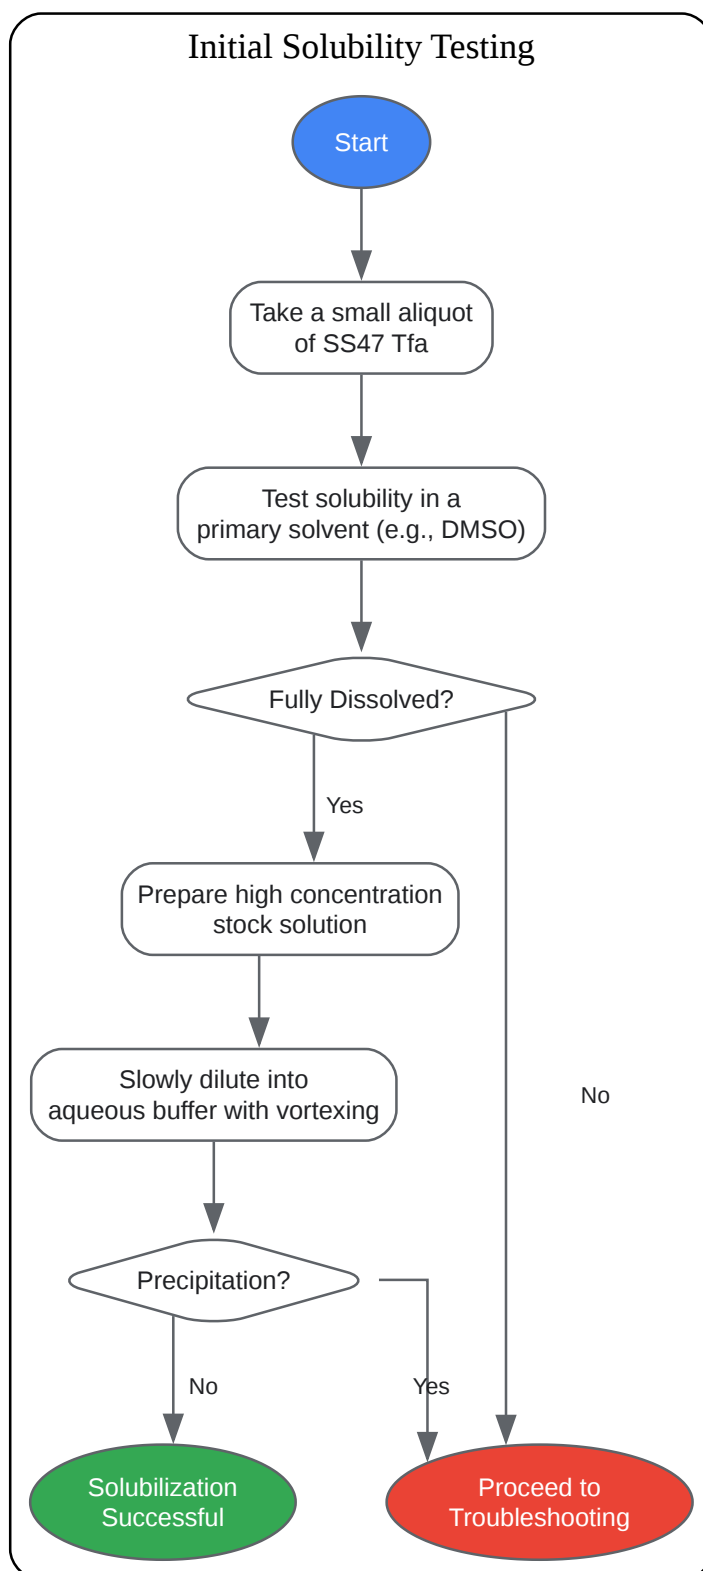 Initial Solubility Testing
Start
Take a small aliquot
of SS47 Tfa
Test solubility in a
primary solvent (e.g., DMSO)
Fully Dissolved?
Yes
Prepare high concentration
stock solution
Slowly dilute into
aqueous buffer with vortexing
No
Precipitation?
No
Yes
Solubilization
Successful
Proceed to
Troubleshooting